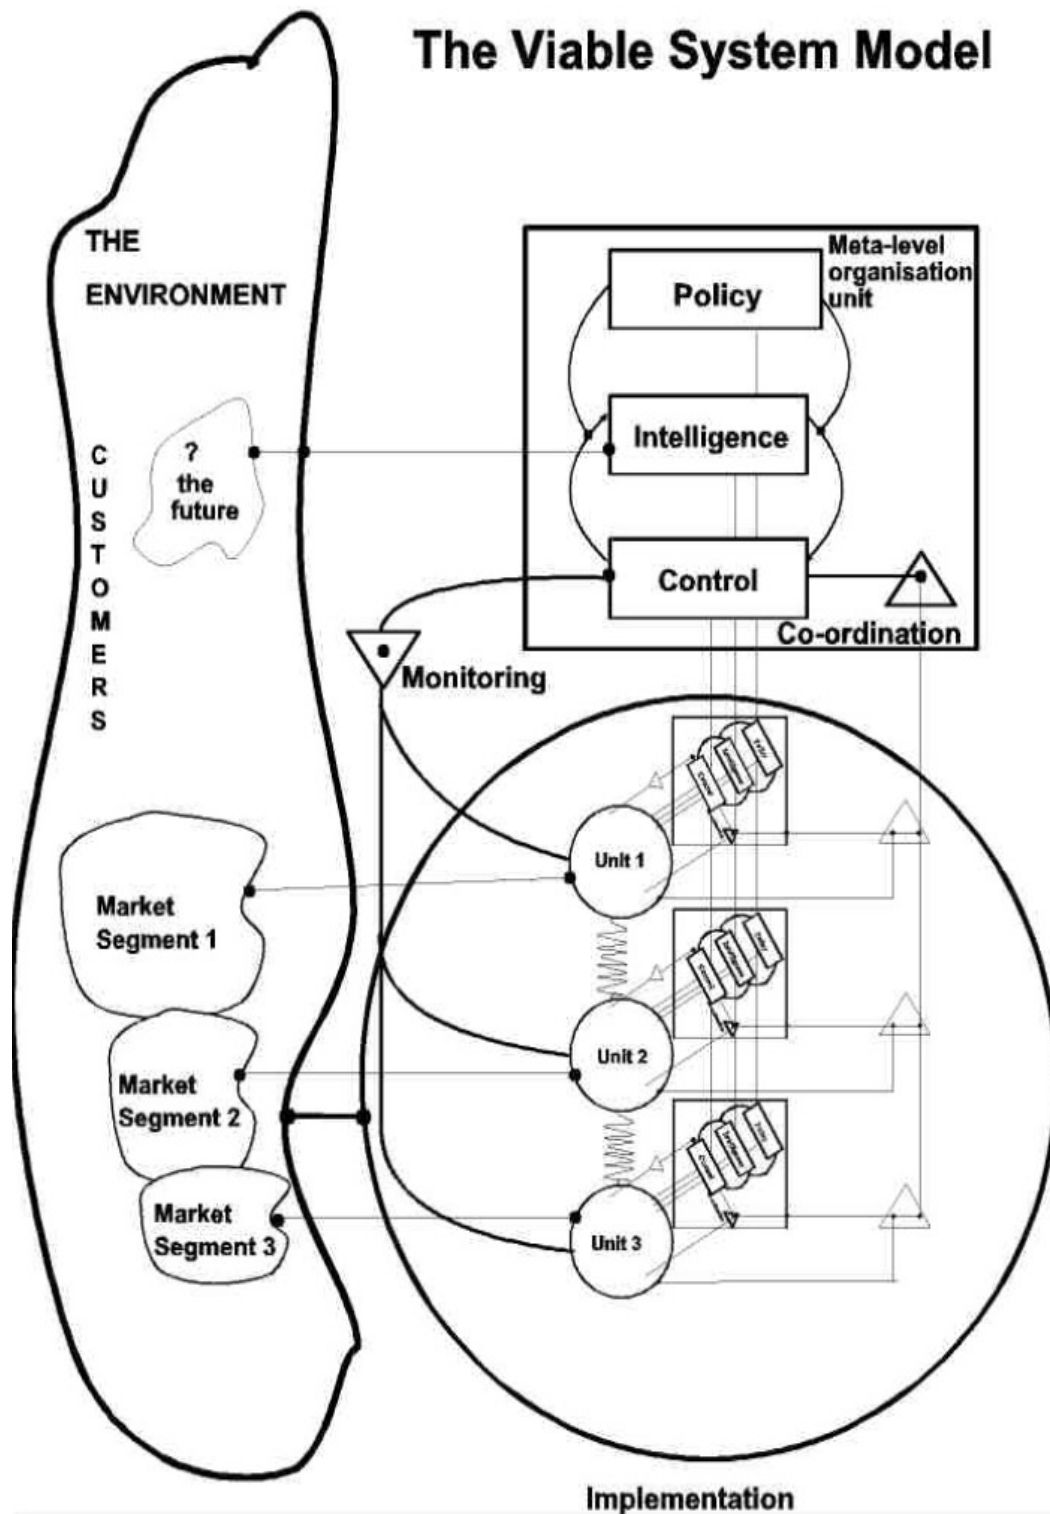 The Viable System Model
THE
ENVIRONMENT
Meta-level
organisation
unit
Policy
Intelligence
Control
Co-ordination
CUSTOMERS
?
the
future
Monitoring
Unit 1
Unit 2
Unit 3
Market
Segment 1
Market
Segment 2
Market
Segment 3
Implementation